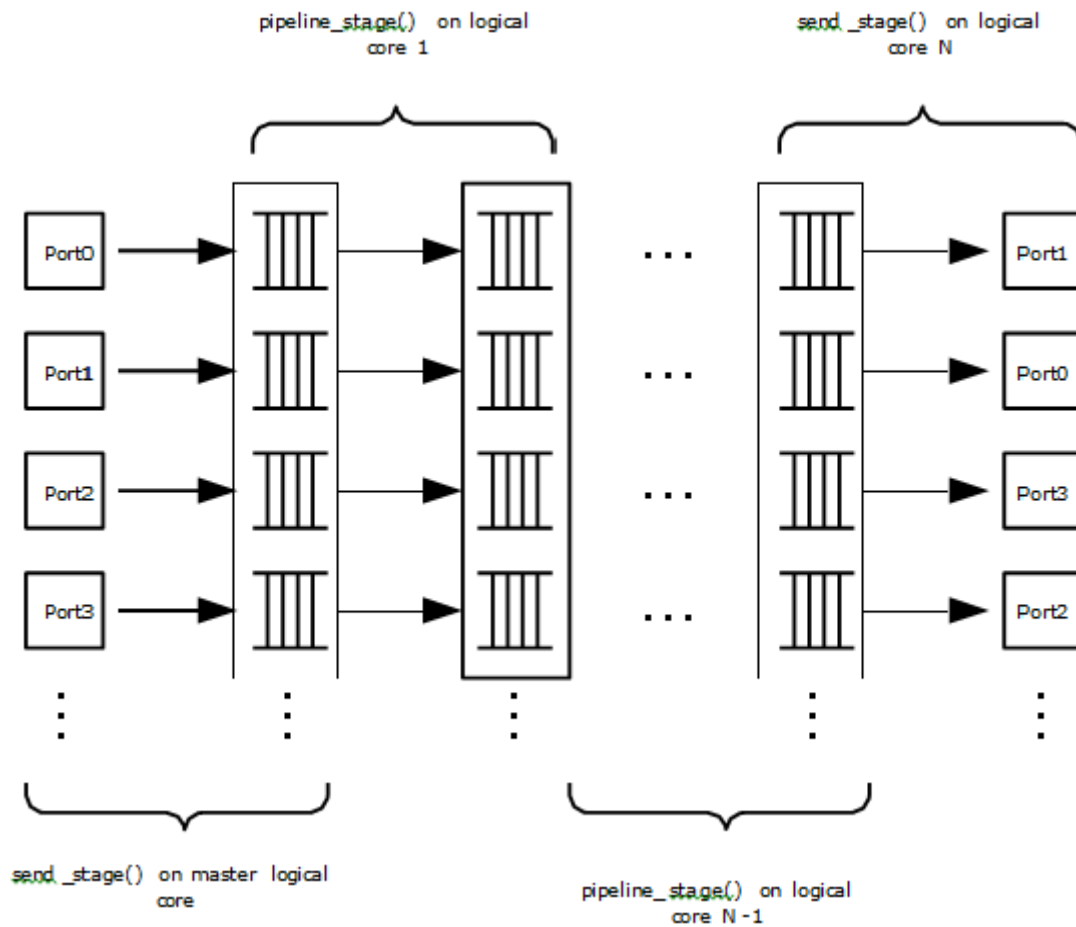 pipeline_stage() on logical
core 1
send _stage() on logical
core N
Port0
Port1
Port1
Port0
Port2
Port3
Port3
Port2
send _stage() on master logical
core
pipeline_stage() on logical
core N-1